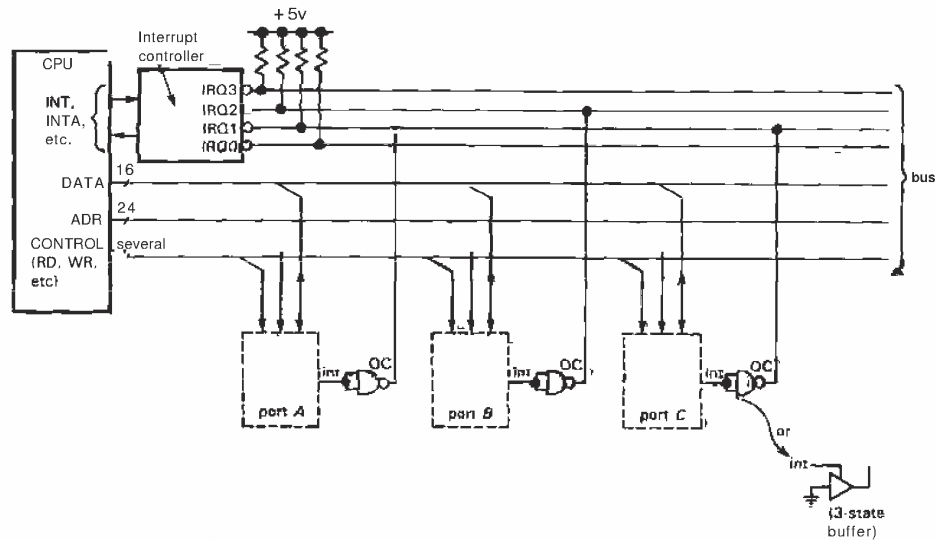 +5v
Interrupt
controller
CPU
INT,
INTA,
etc.
IRQ3
IRQ2
IRQ1
IRQ0
16
DATA
bus
24
ADR
CONTROL several
(RD, WR,
etc)
int
OC
port A
int
OC
port B
int
OC
port C
or
int
(3-state
buffer)